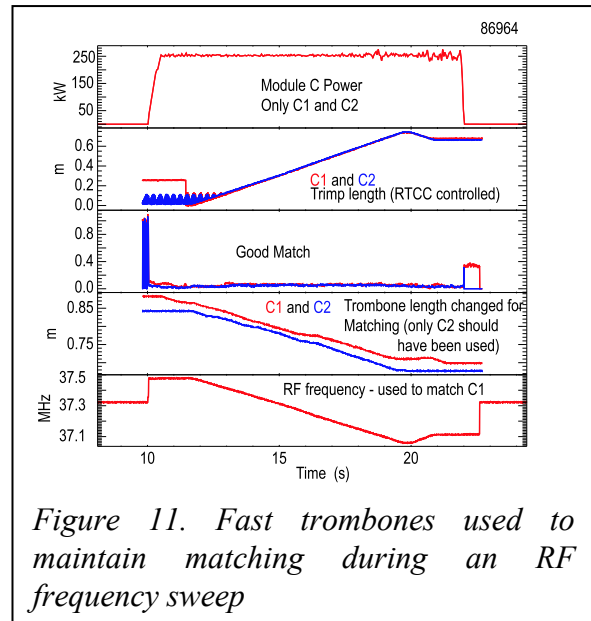 86964
250
150
50
kW
Module C Power
Only C1 and C2
0.6
0.4
0.2
0.0
m
C1 and C2
Trimp length (RTCC controlled)
0.8
0.4
0.0
Good Match
0.85
0.75
m
C1 and C2
Trombone length changed for
Matching (only C2 should
have been used)
37.5
37.3
37.1
MHz
RF frequency - used to match C1
10
15
20
Time (s)
Figure 11. Fast trombones used to
maintain matching during an RF
frequency sweep